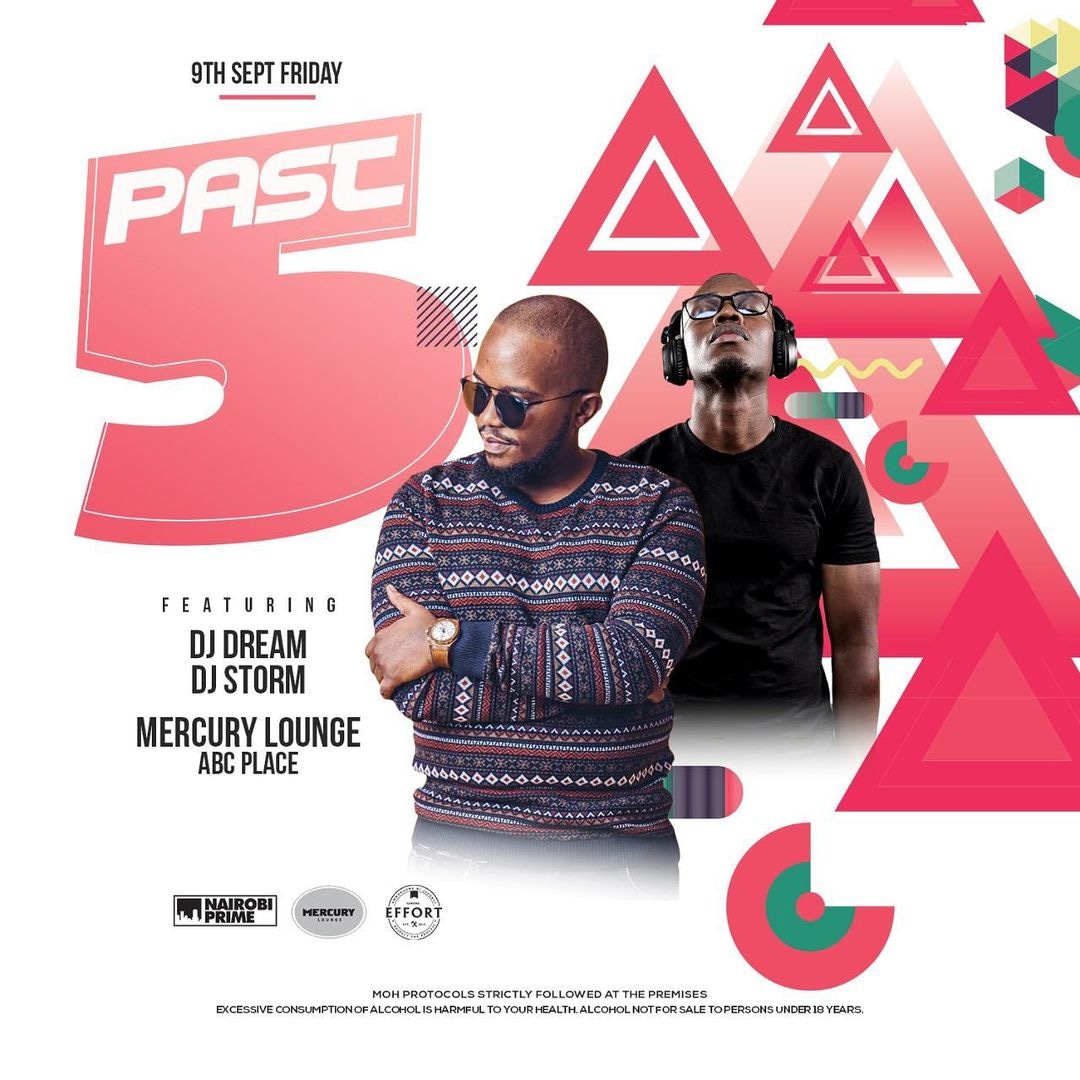 9TH SEPT FRIDAY
PAST
5
FEATURING
DJ DREAM
DJ STORM
MERCURY LOUNGE
ABC PLACE
NAIROBI
PRIME
MERCURY
LOUNGE
EFFORT
MOH PROTOCOLS STRICTLY FOLLOWED AT THE PREMISES
EXCESSIVE CONSUMPTION OF ALCOHOL IS HARMFUL TO YOUR HEALTH. ALCOHOL NOT FOR SALE TO PERSONS UNDER 18 YEARS.